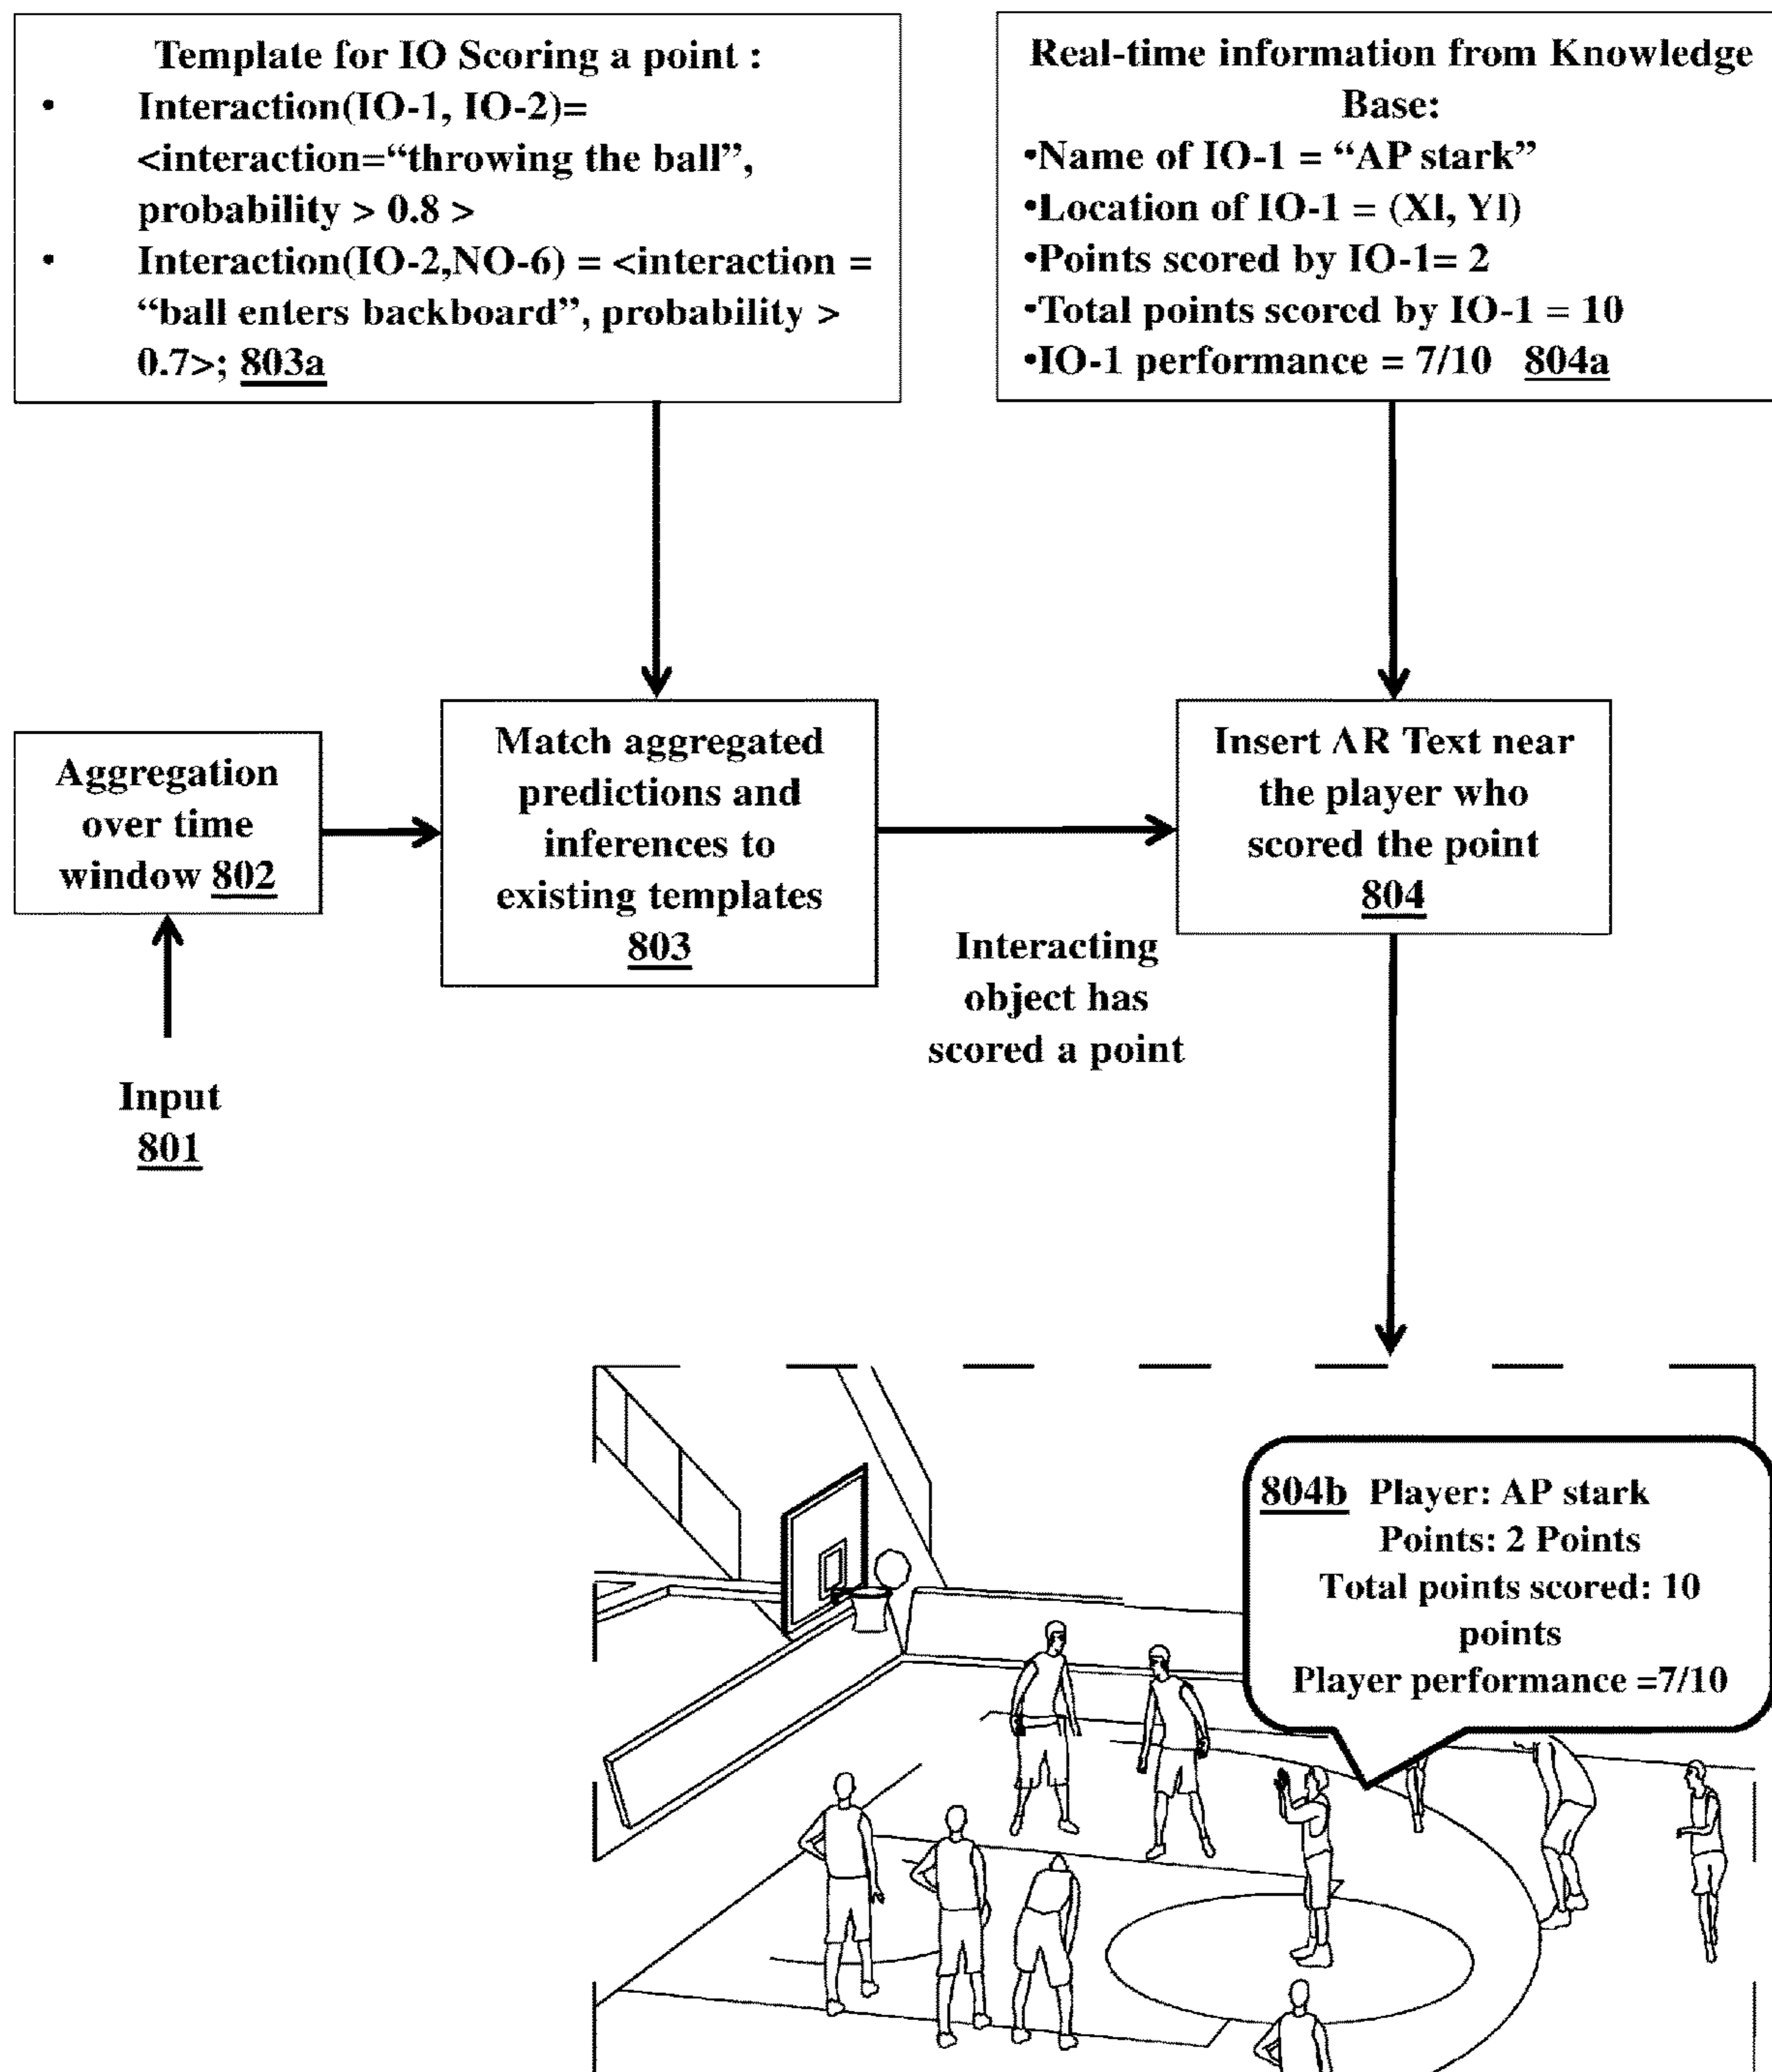 Template for IO Scoring a point :
• Interaction(IO-1, IO-2)=
<interaction=“throwing the ball”,
probability > 0.8 >
• Interaction(IO-2,NO-6) = <interaction =
“ball enters backboard”, probability >
0.7>; 803a
Real-time information from Knowledge
Base:
•Name of IO-1 = “AP stark”
•Location of IO-1 = (Xl, Yl)
•Points scored by IO-1= 2
•Total points scored by IO-1 = 10
•IO-1 performance = 7/10 804a
Aggregation
over time
window 802
Match aggregated
predictions and
inferences to
existing templates
803
Insert AR Text near
the player who
scored the point
804
Interacting
object has
scored a point
Input
801
804b Player: AP stark
Points: 2 Points
Total points scored: 10
points
Player performance =7/10